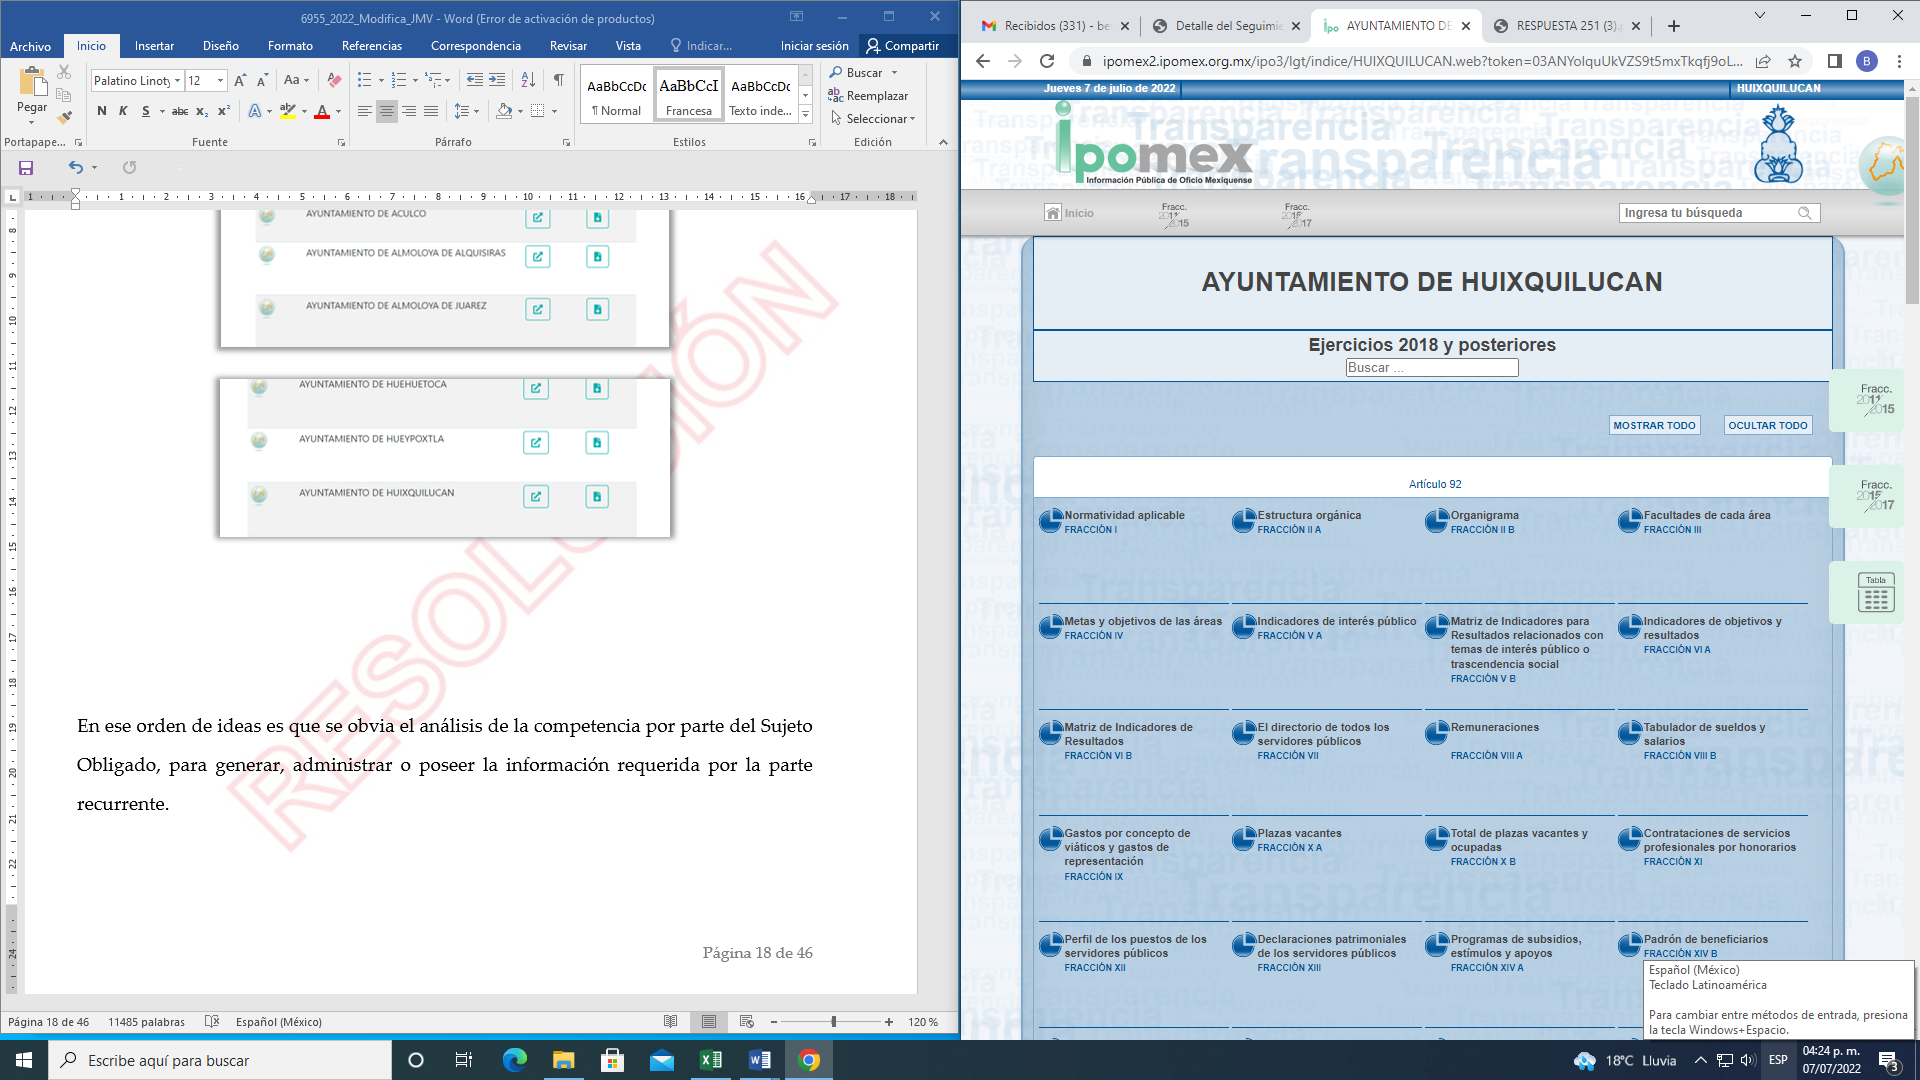 6955_2022_Modifica_JMV - Word (Error de activación de productos)
Archivo
Inicio
Insertar
Diseño
Formato
Referencias
Correspondencia
Revisar
Vista
Indicar...
Iniciar sesión
Compartir
Pegar
Palatino Linoty
12
AaBbCcDc
¶ Normal
AaBbCcI
Francesa
AaBbCcDc
Texto inde...
Buscar
Reemplazar
Seleccionar
Portapape...
Fuente
Párrafo
Estilos
Edición
AYUNTAMIENTO DE ACULCO
AYUNTAMIENTO DE ALMOLOYA DE ALQUISIRAS
AYUNTAMIENTO DE ALMOLOYA DE JUAREZ
AYUNTAMIENTO DE HUEHUETOCA
AYUNTAMIENTO DE HUEYPOXTLA
AYUNTAMIENTO DE HUIXQUILUCAN
RESOLUCIÓN
En ese orden de ideas es que se obvia el análisis de la competencia por parte del Sujeto
Obligado, para generar, administrar o poseer la información requerida por la parte
recurrente.
Página 18 de 46
Página 18 de 46
11485 palabras
Español (México)
120 %
Recibidos (331) - be
Detalle del Seguimie
AYUNTAMIENTO DE
RESPUESTA 251 (3).
ipomex2.ipomex.org.mx/ipo3/lgt/indice/HUIXQUILUCAN.web?token=03ANYoIquUkVZS9t5mxTkqfj9oL...
B
Jueves 7 de julio de 2022
HUIXQUILUCAN
ipomex
Información Pública de Oficio Mexiquense
Transparencia
Inicio
Fracc.
2011
2015
Fracc.
2015
2017
Ingresa tu búsqueda
AYUNTAMIENTO DE HUIXQUILUCAN
Ejercicios 2018 y posteriores
Buscar ...
MOSTRAR TODO
OCULTAR TODO
Artículo 92
Normatividad aplicable
FRACCIÓN I
Estructura orgánica
FRACCIÓN II A
Organigrama
FRACCIÓN II B
Facultades de cada área
FRACCIÓN III
Metas y objetivos de las áreas
FRACCIÓN IV
Indicadores de interés público
FRACCIÓN V A
Matriz de Indicadores para
Resultados relacionados con
temas de interés público o
trascendencia social
FRACCIÓN V B
Indicadores de objetivos y
resultados
FRACCIÓN VI A
Matriz de Indicadores de
Resultados
FRACCIÓN VI B
El directorio de todos los
servidores públicos
FRACCIÓN VII
Remuneraciones
FRACCIÓN VIII A
Tabulador de sueldos y
salarios
FRACCIÓN VIII B
Gastos por concepto de
viáticos y gastos de
representación
FRACCIÓN IX
Plazas vacantes
FRACCIÓN X A
Total de plazas vacantes y
ocupadas
FRACCIÓN X B
Contrataciones de servicios
profesionales por honorarios
FRACCIÓN XI
Perfil de los puestos de los
servidores públicos
FRACCIÓN XII
Declaraciones patrimoniales
de los servidores públicos
FRACCIÓN XIII
Programas de subsidios,
estímulos y apoyos
FRACCIÓN XIV A
Padrón de beneficiarios
FRACCIÓN XIV B
Fracc.
2011
2015
Fracc.
2015
2017
Tabla
Español (México)
Teclado Latinoamérica
Para cambiar entre métodos de entrada, presiona
la tecla Windows+Espacio.
Escribe aquí para buscar
18°C Lluvia
ESP
04:24 p. m.
07/07/2022
3